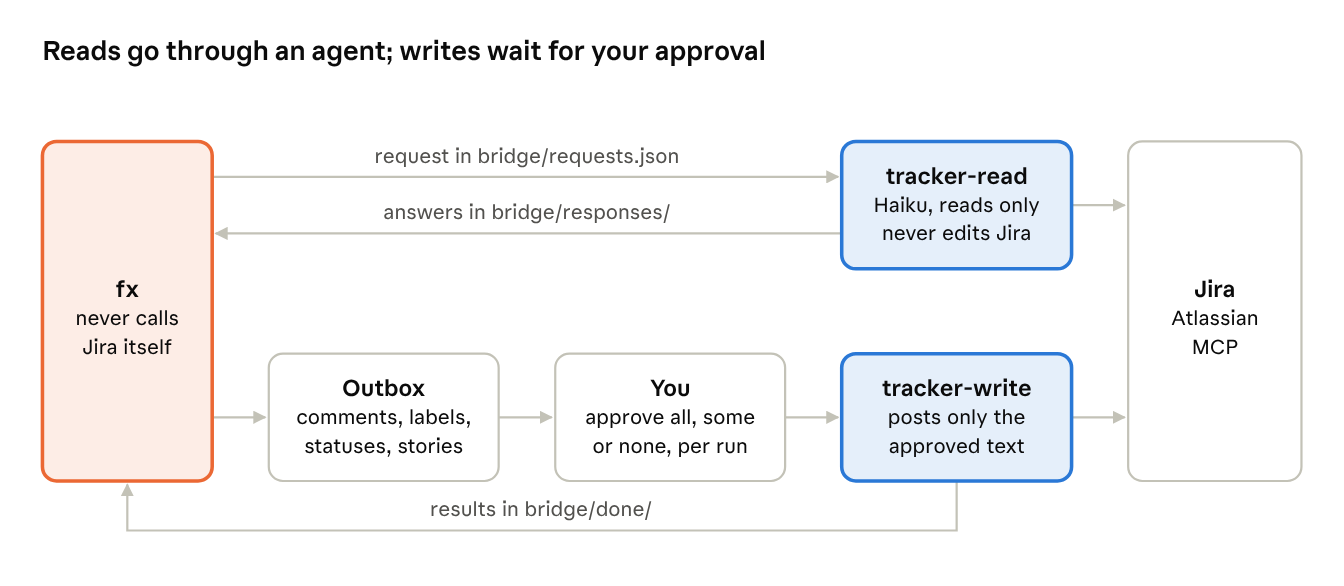 Reads go through an agent; writes wait for your approval
request in bridge/requests.json
answers in bridge/responses/
tracker-read
Haiku, reads only
never edits Jira
fx
never calls
Jira itself
Jira
Atlassian
MCP
Outbox
comments, labels,
statuses, stories
You
approve all, some
or none, per run
tracker-write
posts only the
approved text
results in bridge/done/